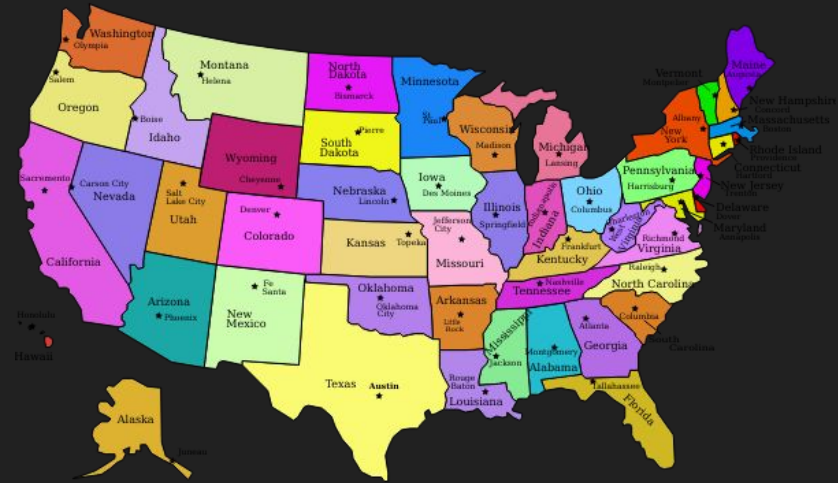 Washington
Olympia
Montana
Helena
North
Dakota
Bismarck
Minnesota
St.
Paul
Maine
Augusta
Salem
Oregon
Boise
Idaho
Wyoming
Cheyenne
Pierre
South
Dakota
Wisconsin
Madison
Michigan
Lansing
Vermont
Montpelier
New Hampshire
Concord
Massachusetts
Boston
Albany
New
York
Rhode Island
Providence
Connecticut
Hartford
New Jersey
Trenton
Delaware
Dover
Maryland
Annapolis
Sacramento
Carson City
Nevada
Salt
Lake City
Utah
Denver
Colorado
Nebraska
Lincoln
Iowa
Des Moines
Illinois
Springfield
Indianapolis
Indiana
Ohio
Columbus
Pennsylvania
Harrisburg
Charleston
West
Virginia
Richmond
Virginia
California
Kansas
Topeka
Jefferson
City
Missouri
Frankfurt
Kentucky
Arizona
Phoenix
Fe
Santa
New
Mexico
Oklahoma
Oklahoma
City
Arkansas
Little
Rock
Nashville
Tennessee
Raleigh
North Carolina
Columbia
South
Carolina
Honolulu
Hawaii
Texas
Austin
Rouge
Baton
Louisiana
Mississippi
Jackson
Montgomery
Alabama
Atlanta
Georgia
Tallahassee
Florida
Alaska
Juneau